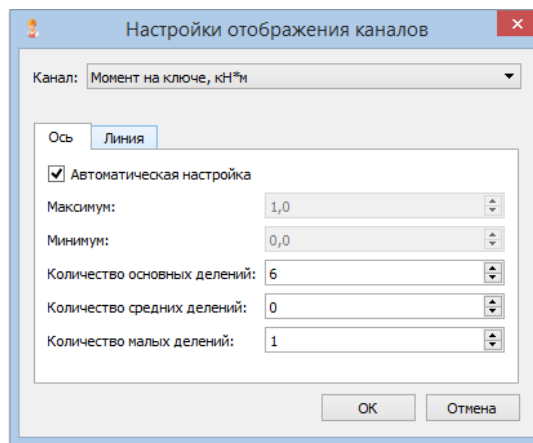 Настройки отображения каналов
Канал: Момент на ключе, кН*м
Ось Линия
Автоматическая настройка
Максимум: 1,0
Минимум: 0,0
Количество основных делений: 6
Количество средних делений: 0
Количество малых делений: 1
ОК Отмена